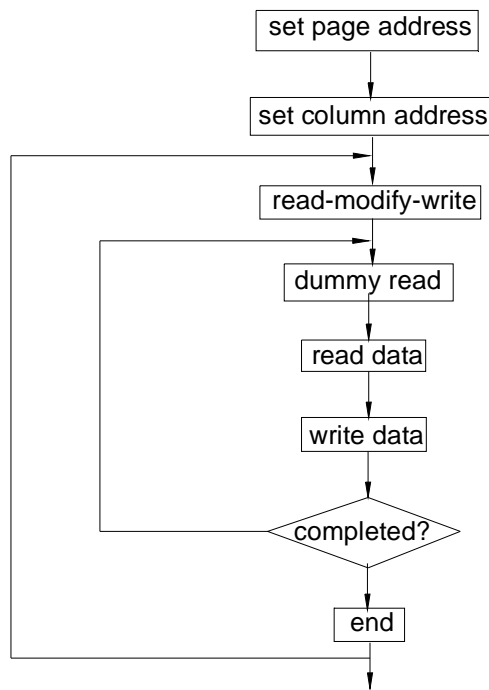 set page address
set column address
read-modify-write
dummy read
read data
write data
completed?
end